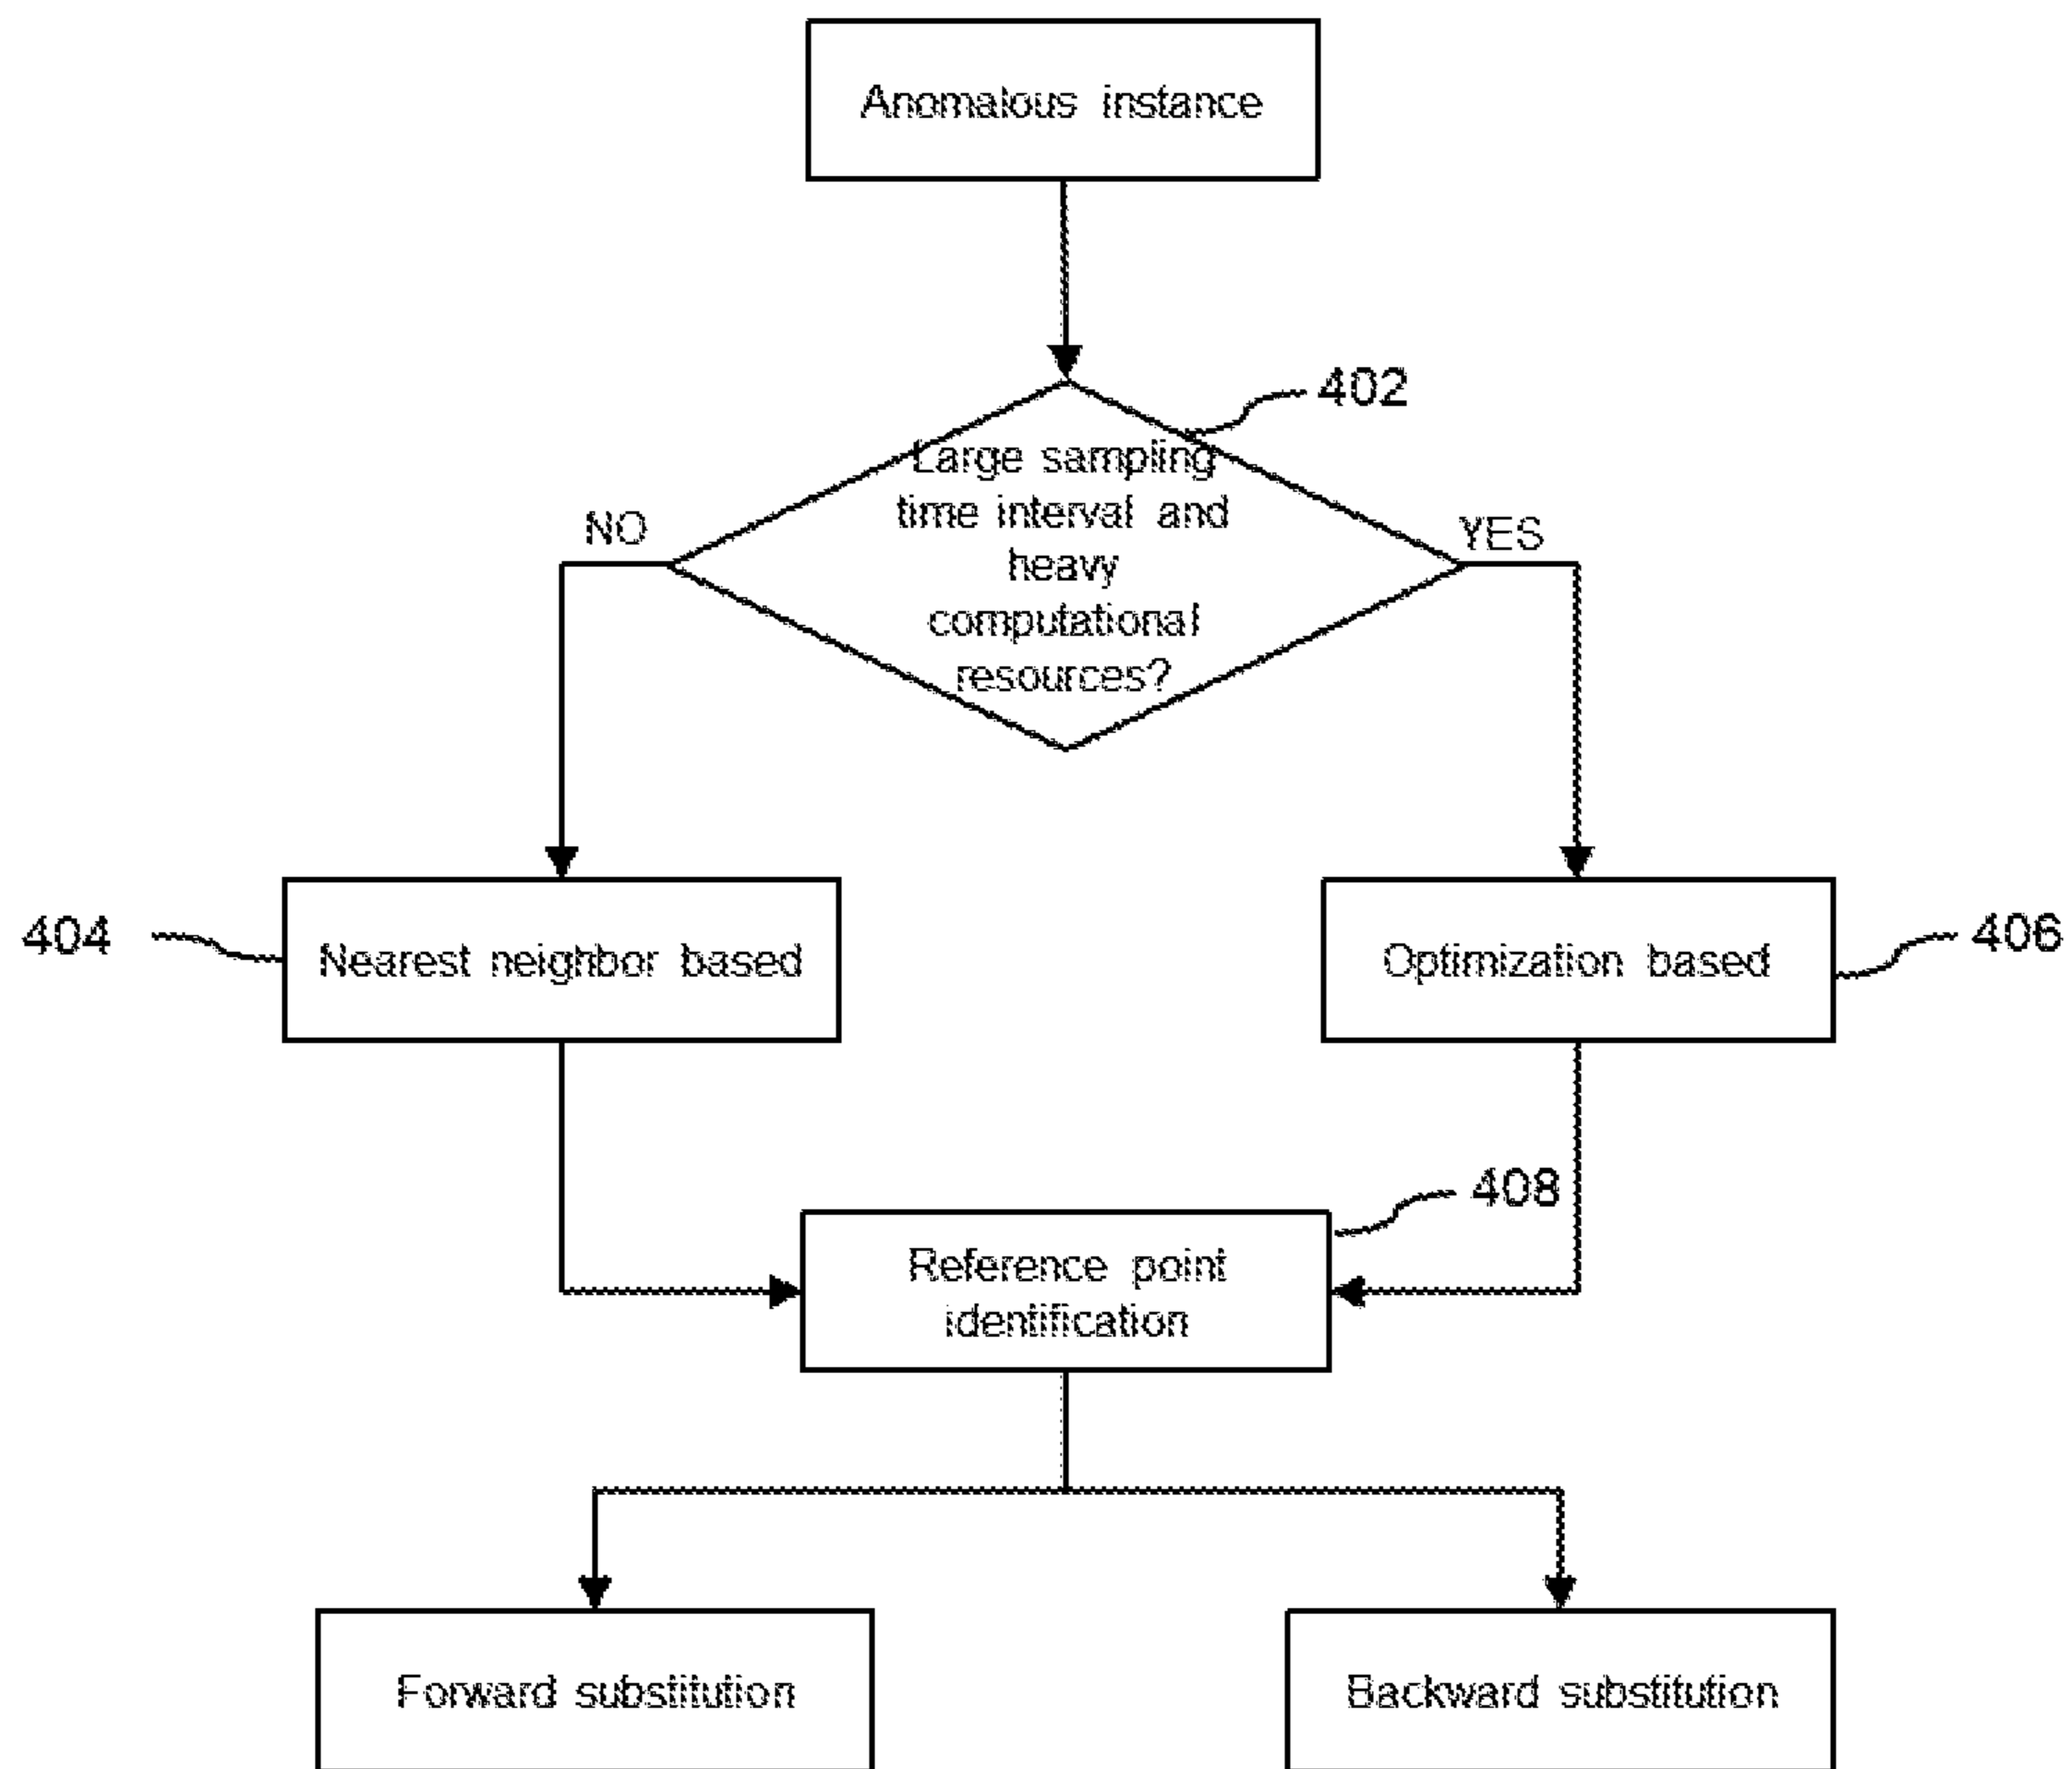 Anomalous instance
402
Large sampling
time interval and
heavy
computational
resources?
NO
YES
404
Nearest neighbor based
Optimization based
406
408
Reference point
identification
Forward substitution
Backward substitution